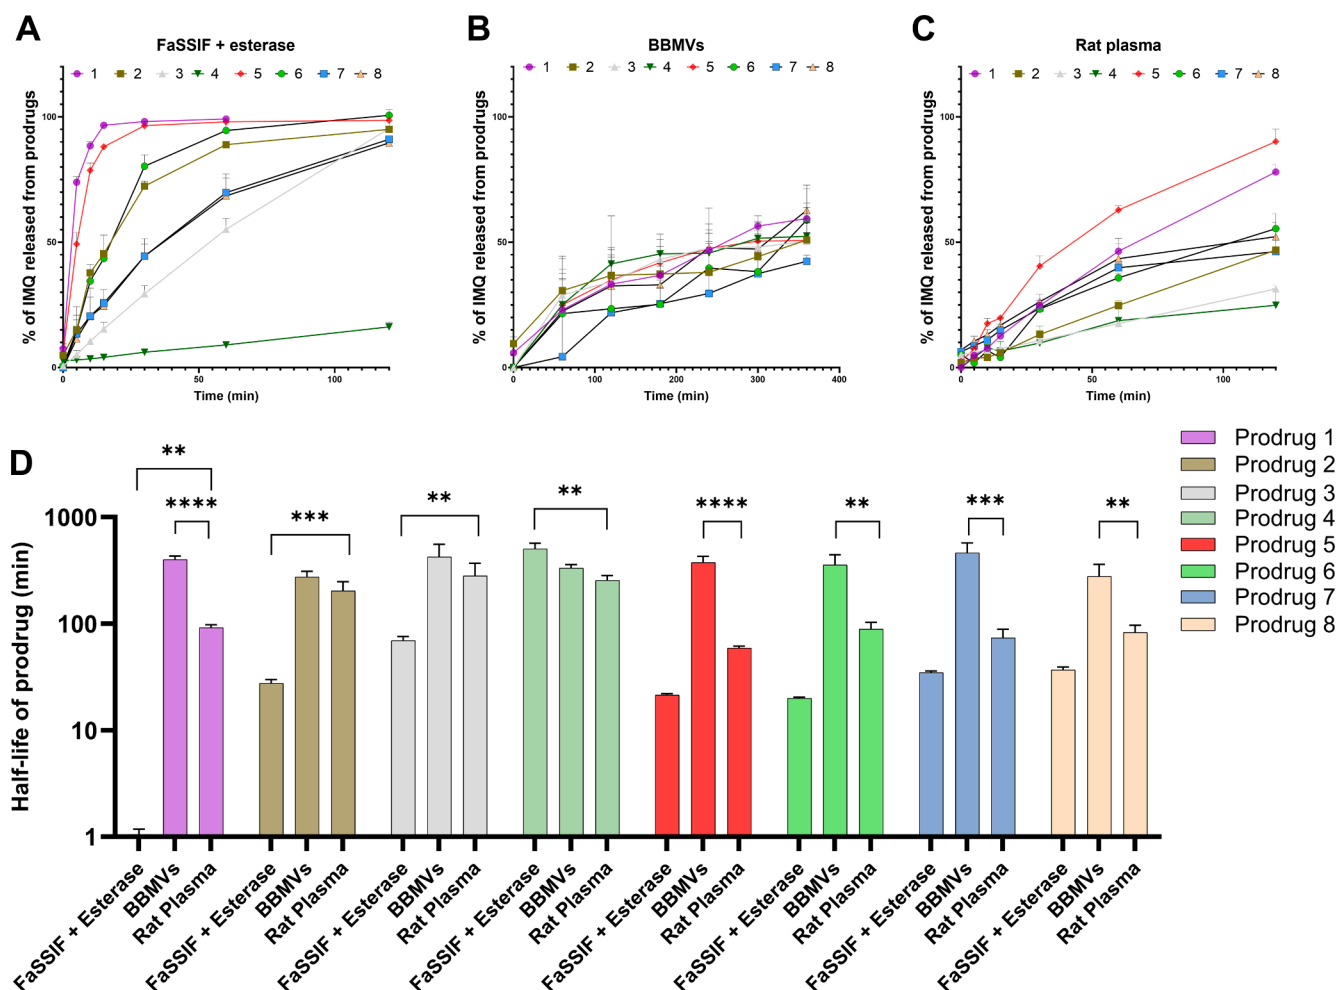 A
FaSSIF + esterase
1 2 3 4 5 6 7 8
% of IMQ released from prodrugs
100
50
0
0 50 100
Time (min)
B
BBMVs
1 2 3 4 5 6 7 8
% of IMQ released from prodrugs
100
50
0
0 100 200 300 400
Time (min)
C
Rat plasma
1 2 3 4 5 6 7 8
% of IMQ released from prodrugs
100
50
0
0 50 100
Time (min)
D
Half-life of prodrug (min)
1000
100
10
1
** **** *** ** ** **** ** *** **
FaSSIF + Esterase
BBMVs
Rat Plasma
FaSSIF + Esterase
BBMVs
Rat Plasma
FaSSIF + Esterase
BBMVs
Rat Plasma
FaSSIF + Esterase
BBMVs
Rat Plasma
FaSSIF + Esterase
BBMVs
Rat Plasma
FaSSIF + Esterase
BBMVs
Rat Plasma
FaSSIF + Esterase
BBMVs
Rat Plasma
FaSSIF + Esterase
BBMVs
Rat Plasma
Prodrug 1
Prodrug 2
Prodrug 3
Prodrug 4
Prodrug 5
Prodrug 6
Prodrug 7
Prodrug 8